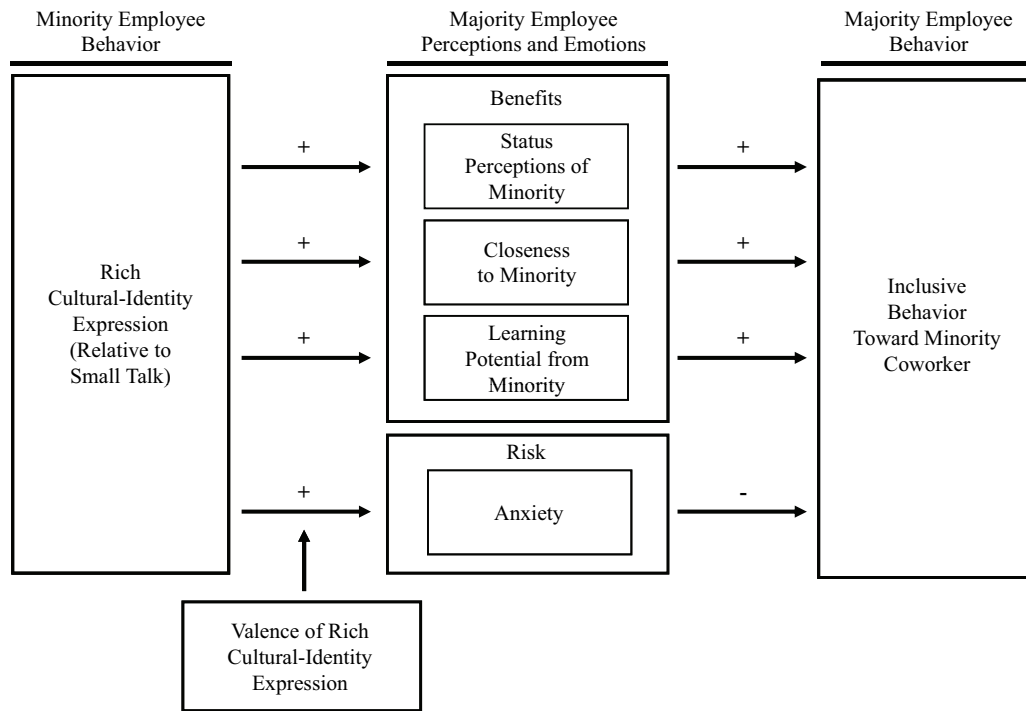 Minority Employee
Behavior
Majority Employee
Perceptions and Emotions
Majority Employee
Behavior
Rich
Cultural-Identity
Expression
(Relative to
Small Talk)
+
+
+
+
Benefits
Status
Perceptions of
Minority
Closeness
to Minority
Learning
Potential from
Minority
Risk
Anxiety
+
+
+
-
Inclusive
Behavior
Toward Minority
Coworker
Valence of Rich
Cultural-Identity
Expression